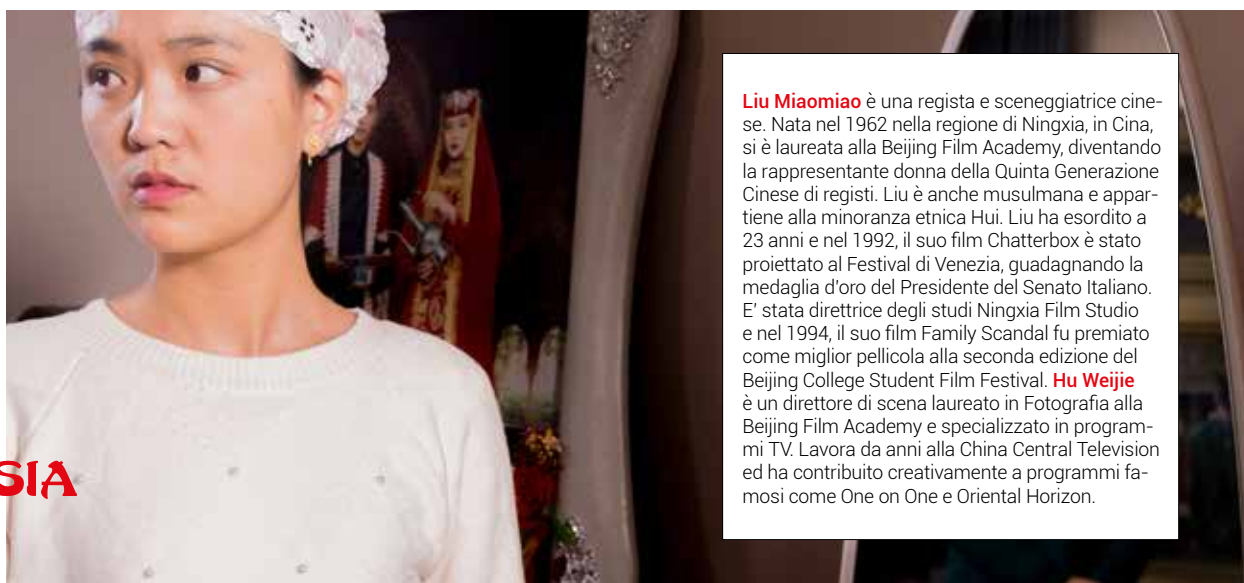 SIA
Liu Miaomiao è una regista e sceneggiatrice cine-
se. Nata nel 1962 nella regione di Ningxia, in Cina,
si è laureata alla Beijing Film Academy, diventando
la rappresentante donna della Quinta Generazione
Cinese di registi. Liu è anche musulmana e appar-
tiene alla minoranza etnica Hui. Liu ha esordito a
23 anni e nel 1992, il suo film Chatterbox è stato
proiettato al Festival di Venezia, guadagnando la
medaglia d'oro del Presidente del Senato Italiano.
E' stata direttrice degli studi Ningxia Film Studio
e nel 1994, il suo film Family Scandal fu premiato
come miglior pellicola alla seconda edizione del
Beijing College Student Film Festival. Hu Weijie
è un direttore di scena laureato in Fotografia alla
Beijing Film Academy e specializzato in program-
mi TV. Lavora da anni alla China Central Television
ed ha contribuito creativamente a programmi fa-
mosi come One on One e Oriental Horizon.